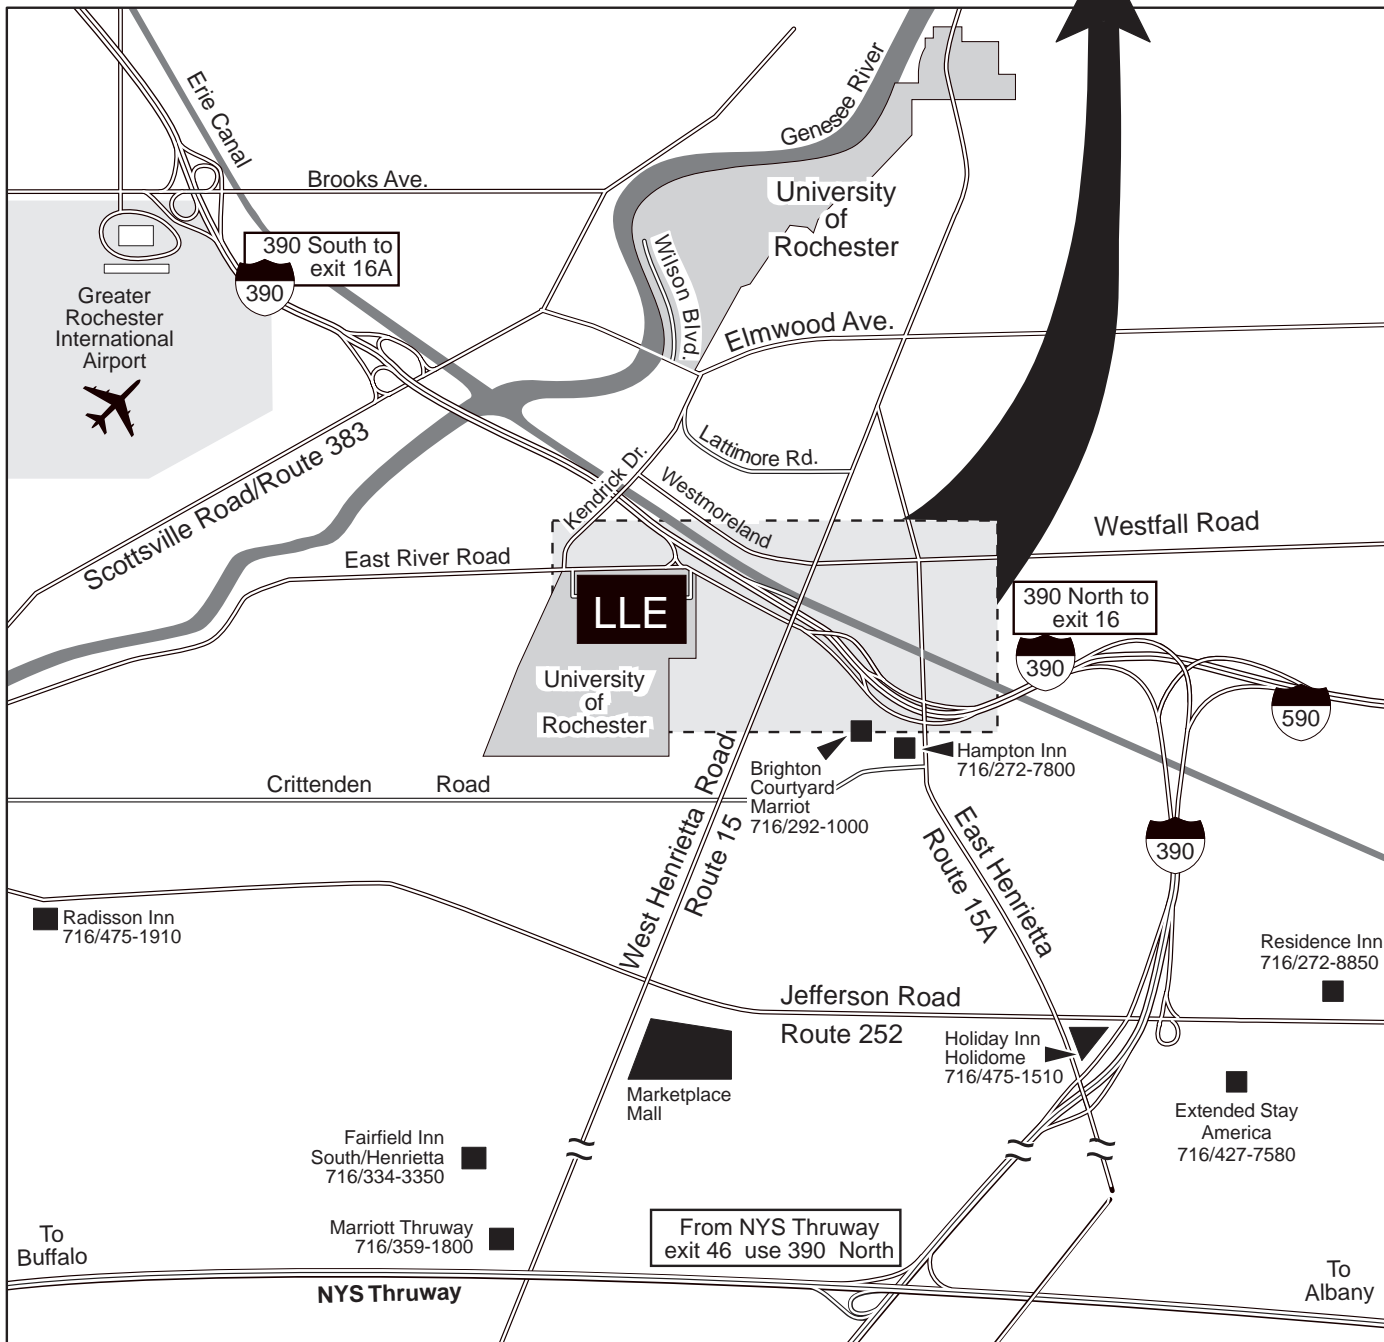 Erie Canal
Genesee River
Brooks Ave.
University
of
Rochester
390 South to
exit 16A
390
Wilson Blvd.
Greater
Rochester
International
Airport
Elmwood Ave.
Scottsville Road/Route 383
Lattimore Rd.
Kendrick Dr.
Westmoreland
Westfall Road
East River Road
LLE
390 North to
exit 16
390
590
University
of
Rochester
Hampton Inn
716/272-7800
Brighton
Courtyard
Marriot
716/292-1000
Crittenden Road
West Henrietta Road
Route 15
East Henrietta
Route 15A
390
Radisson Inn
716/475-1910
Residence Inn
716/272-8850
Jefferson Road
Route 252
Holiday Inn
Holidome
716/475-1510
Marketplace
Mall
Extended Stay
America
716/427-7580
Fairfield Inn
South/Henrietta
716/334-3350
Marriott Thruway
716/359-1800
From NYS Thruway
exit 46 use 390 North
To
Buffalo
NYS Thruway
To
Albany